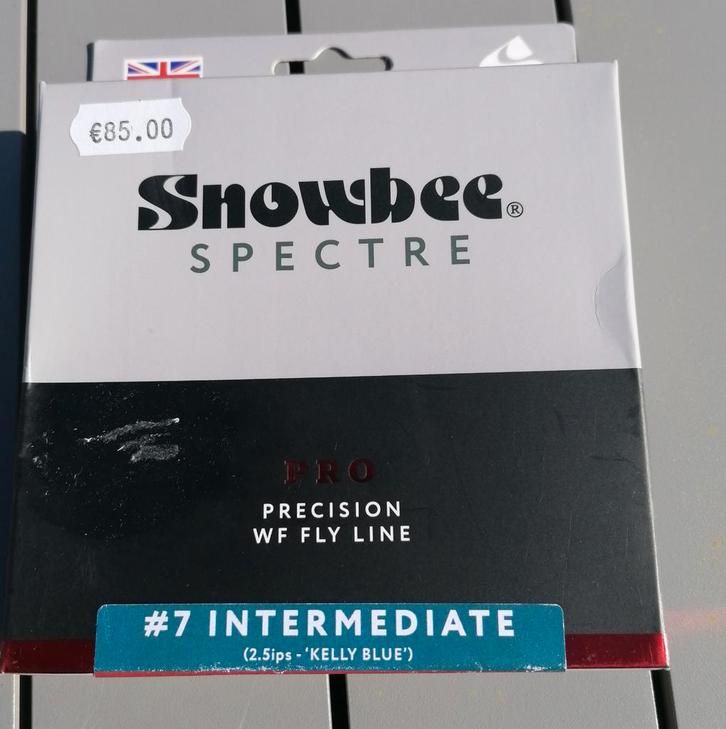 €85.00
Snowbee®
SPECTRE
PRO
PRECISION
WF FLY LINE
#7 INTERMEDIATE
(2.5ips - 'KELLY BLUE')